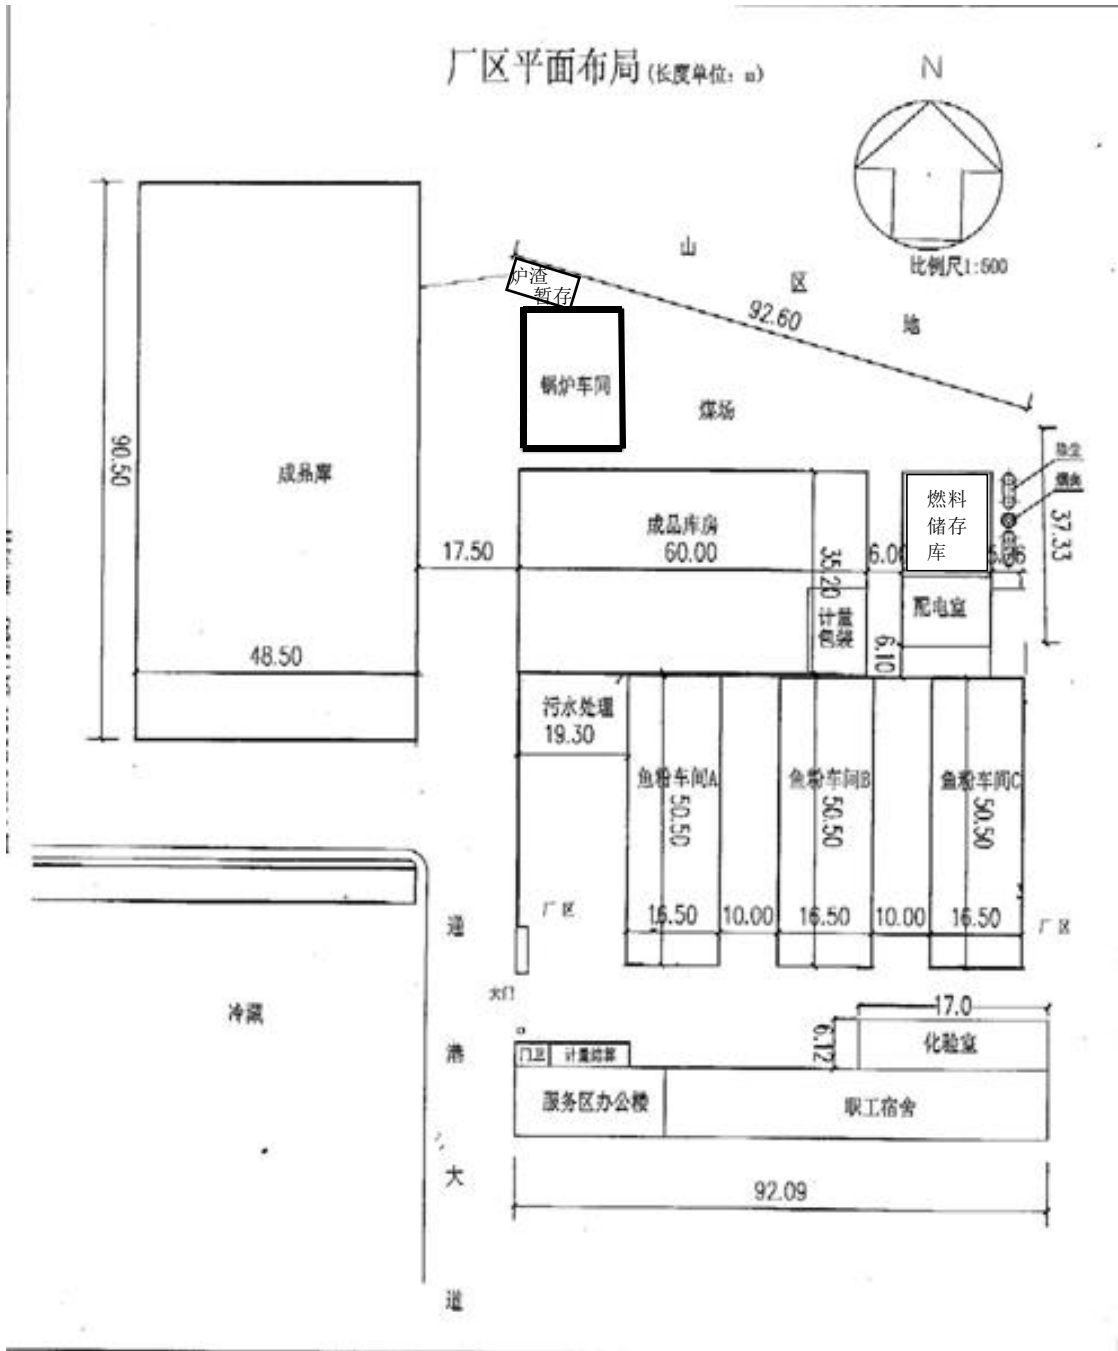 厂区平面布局(长度单位：m)
N
比例尺1:500
山
区
地
炉渣
暂存
92.60
锅炉车间
煤场
90.50
成品库
除尘
烟囱
燃料
储存
库
37.33
成品库房
17.50
60.00
35.20
6.00
计量
包装
配电室
6.10
48.50
污水处理
19.30
鱼粉车间A
鱼粉车间B
鱼粉车间C
50.50
50.50
50.50
厂区
16.50
10.00
16.50
10.00
16.50
厂区
通
港
大
道
大门
冷藏
17.0
6.12
化验室
门卫
计量结算
服务区办公楼
职工宿舍
92.09